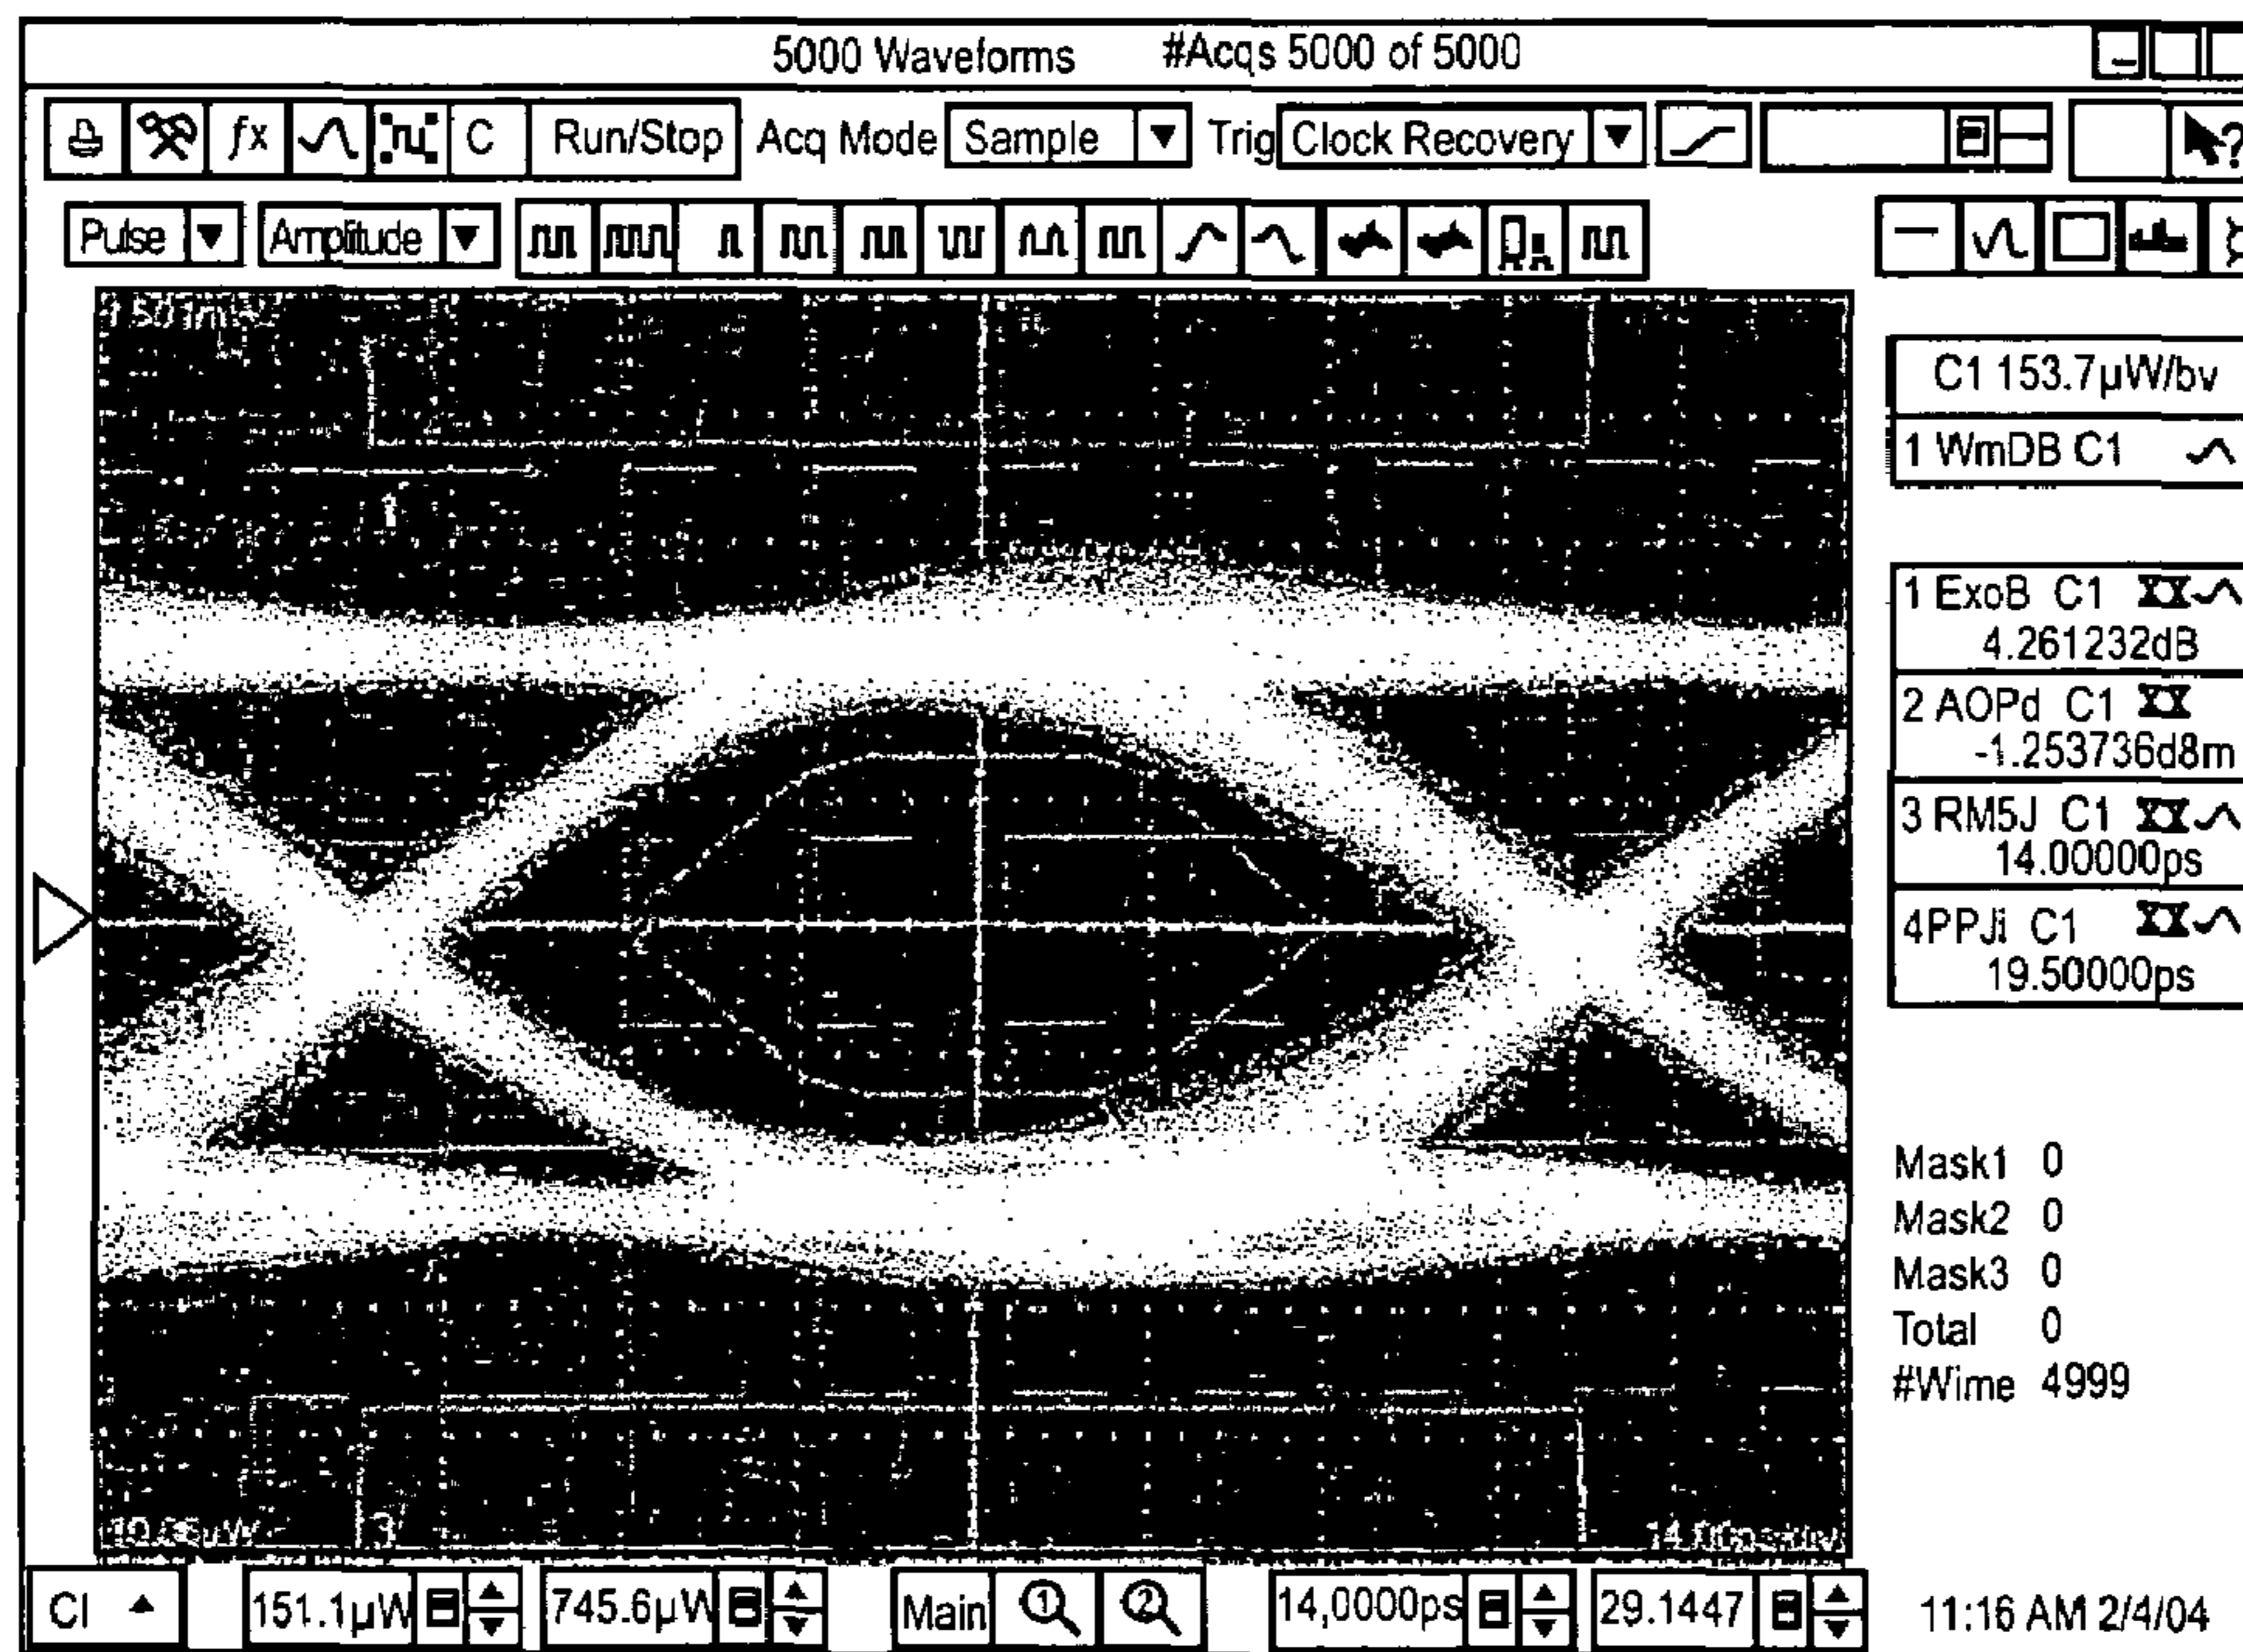 5000 Waveforms #Acqs 5000 of 5000
fx C Run/Stop Acq Mode Sample Trig Clock Recovery ?
Pulse Amplitude
C1 153.7µW/bv
1 WmDB C1
1 ExoB C1
4.261232dB
2 AOPd C1
-1.253736d8m
3 RM5J C1
14.00000ps
4PPJi C1
19.50000ps
Mask1 0
Mask2 0
Mask3 0
Total 0
#Wime 4999
CI 151.1µW 745.6µW Main 1 2 14,0000ps 29.1447 11:16 AM 2/4/04